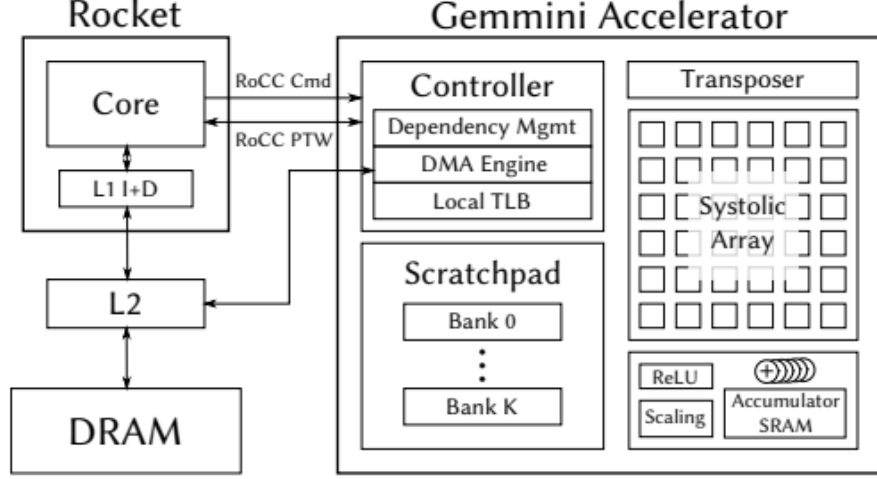 Rocket
Core
L1 I+D
L2
DRAM
RoCC Cmd
RoCC PTW
Gemmini Accelerator
Controller
Dependency Mgmt
DMA Engine
Local TLB
Scratchpad
Bank 0
Bank K
Transposer
Systolic
Array
ReLU
Scaling
+
Accumulator
SRAM